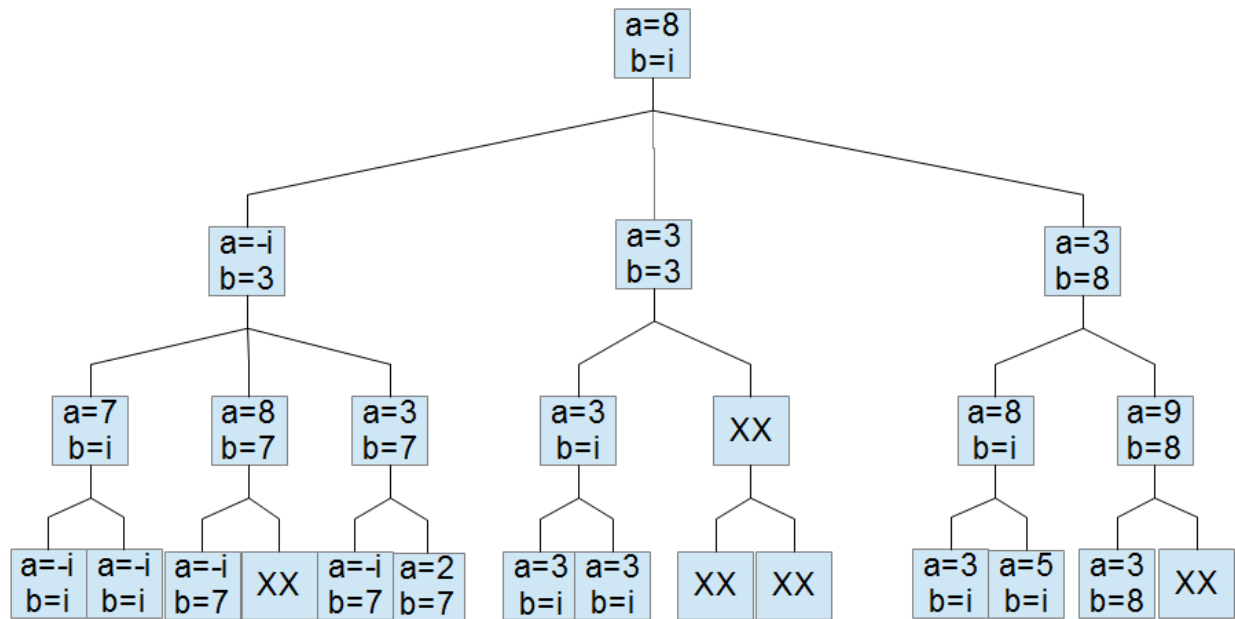 a=8
b=i
a=-i
b=3
a=3
b=3
a=3
b=8
a=7
b=i
a=8
b=7
a=3
b=7
a=3
b=i
XX
a=8
b=i
a=9
b=8
a=-i
b=i
a=-i
b=i
a=-i
b=7
XX
a=-i
b=7
a=2
b=7
a=3
b=i
a=3
b=i
XX
XX
a=3
b=i
a=5
b=i
a=3
b=8
XX